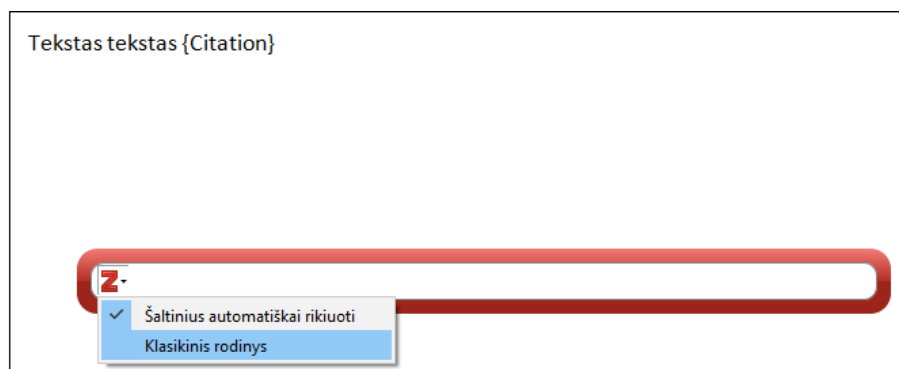 Tekstas tekstas {Citation}
Z
Šaltinius automatiškai rikiuoti
Klasikinis rodinys